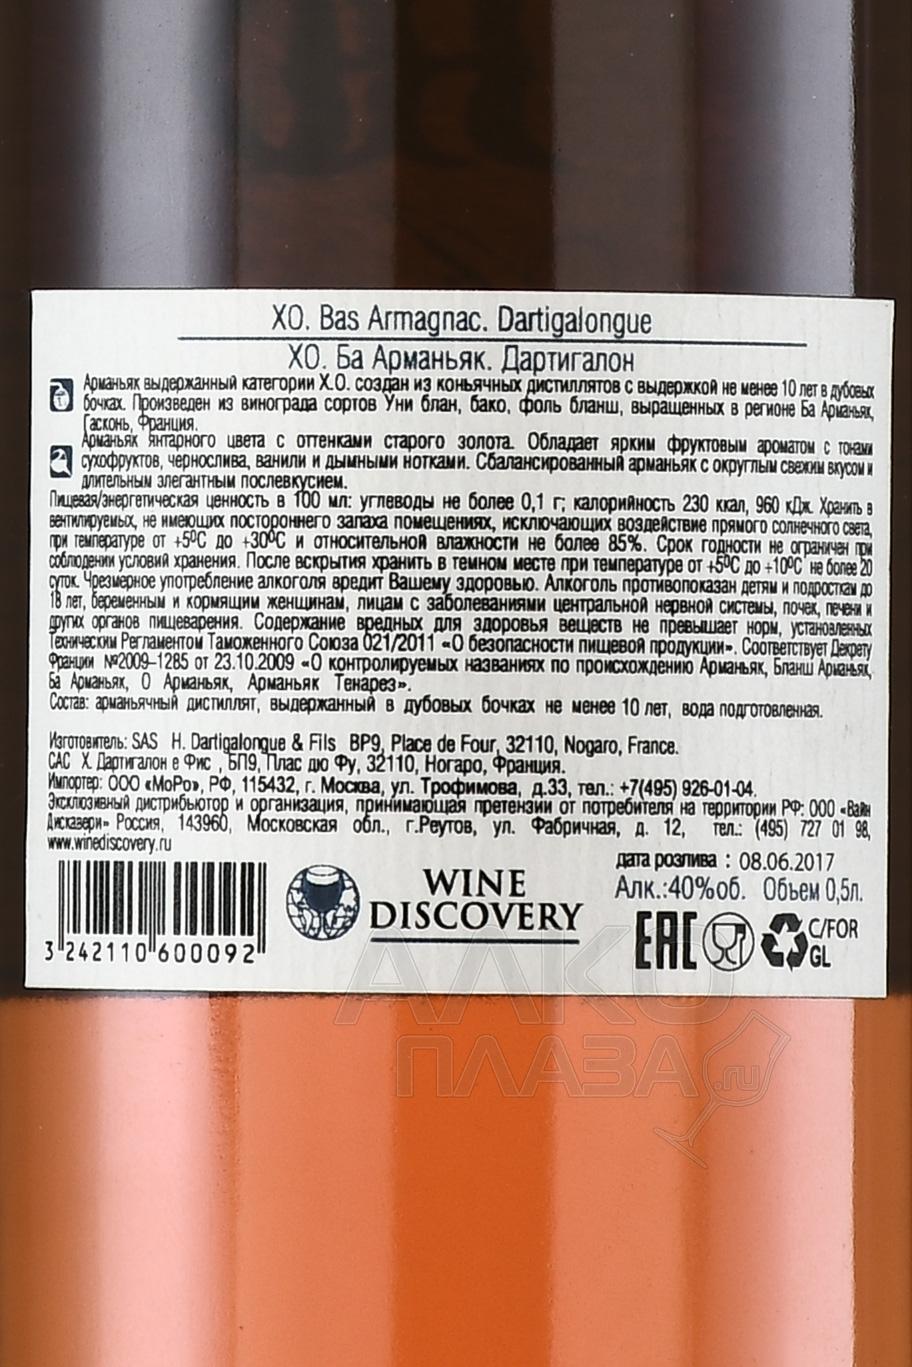 XO. Bas Armagnac. Dartigalongue
ХО. Ба Арманьяк. Дартигалон
Арманьяк выдержанный категории Х.О. создан из коньячных дистиллятов с выдержкой не менее 10 лет в дубовых
бочках. Произведен из винограда сортов Уни блан, бако, фоль бланш, выращенных в регионе Ба Арманьяк,
Гасконь, Франция.
Арманьяк янтарного цвета с оттенками старого золота. Обладает ярким фруктовым ароматом с тонами
сухофруктов, чернослива, ванили и дымными нотками. Сбалансированный арманьяк с округлым свежим вкусом и
длительным элегантным послевкусием.
Пищевая/энергетическая ценность в 100 мл: углеводы не более 0,1 г; калорийность 230 ккал, 960 кДж. Хранить в
вентилируемых, не имеющих постороннего запаха помещениях, исключающих воздействие прямого солнечного света,
при температуре от +5°С до +30°С и относительной влажности не более 85%. Срок годности не ограничен при
соблюдении условий хранения. После вскрытия хранить в темном месте при температуре от +5°С до +10°С не более 20
суток. Чрезмерное употребление алкоголя вредит Вашему здоровью. Алкоголь противопоказан детям и подросткам до
18 лет, беременным и кормящим женщинам, лицам с заболеваниями центральной нервной системы, почек, печени и
других органов пищеварения. Содержание вредных для здоровья веществ не превышает норм, установленных
Техническим Регламентом Таможенного Союза 021/2011 «О безопасности пищевой продукции». Соответствует Декрету
Франции №2009-1285 от 23.10.2009 «О контролируемых названиях по происхождению Арманьяк, Бланш Арманьяк,
Ба Арманьяк, О Арманьяк, Арманьяк Тенарез».
Состав: арманьячный дистиллят, выдержанный в дубовых бочках не менее 10 лет, вода подготовленная.
Изготовитель: SAS H. Dartigalongue & Fils BP9, Place de Four, 32110, Nogaro, France.
САС Х. Дартигалон е Фис , БП9, Плас дю Фу, 32110, Ногаро, Франция.
Импортер: ООО «МоРо», РФ, 115432, г. Москва, ул. Трофимова, д.33, тел.: +7(495) 926-01-04.
Эксклюзивный дистрибьютор и организация, принимающая претензии от потребителя на территории РФ: ООО «Вайн
Дискавери» Россия, 143960, Московская обл., г.Реутов, ул. Фабричная, д. 12, тел.: (495) 727 01 98,
www.winediscovery.ru
дата розлива : 08.06.2017
Алк.:40%об. Объем 0,5л.
WINE
DISCOVERY
3 242110 600092
EAC
C/FOR
GL
АЛКО
ПЛАЗА
.ru